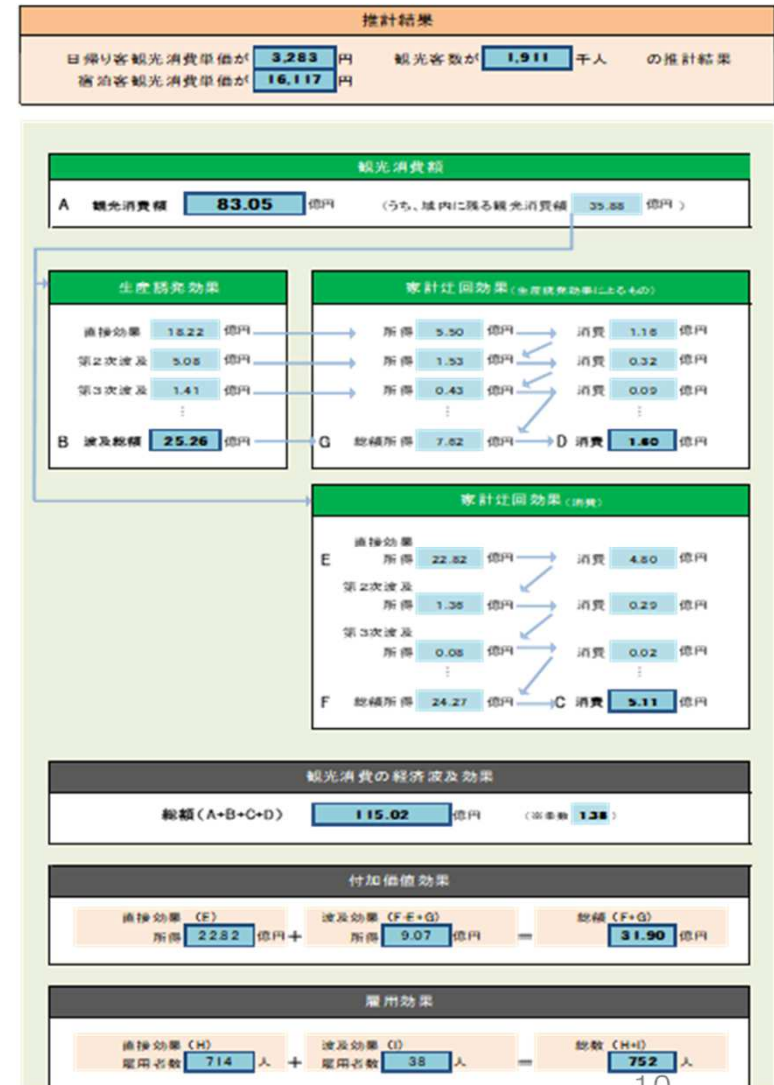 推計結果
日帰り客観光消費単価が 3,283 円 観光客数が 1,911 千人 の推計結果
宿泊客観光消費単価が 16,117 円
観光消費額
A 観光消費額 83.05 億円 (うち、域内に残る観光消費額 35.88 億円 )
生産誘発効果
直接効果 18.22 億円
第2次波及 5.08 億円
第3次波及 1.41 億円
⋮
B 波及総額 25.26 億円
家計迂回効果(生産誘発効果によるもの)
所得 5.50 億円 消費 1.16 億円
所得 1.53 億円 消費 0.32 億円
所得 0.43 億円 消費 0.09 億円
⋮
G 総額所得 7.62 億円 D 消費 1.60 億円
家計迂回効果(消費)
直接効果
E 所得 22.82 億円 消費 4.80 億円
第2次波及
所得 1.36 億円 消費 0.29 億円
第3次波及
所得 0.08 億円 消費 0.02 億円
⋮ ⋮
F 総額所得 24.27 億円 C 消費 5.11 億円
観光消費の経済波及効果
総額(A+B+C+D) 115.02 億円 (※乗数 1.38 )
付加価値効果
直接効果 (E) 波及効果 (F-E+G) 総額 (F+G)
所得 22.82 億円 + 所得 9.07 億円 = 31.90 億円
雇用効果
直接効果 (H) 波及効果 (I) 総数 (H+I)
雇用者数 714 人 + 雇用者数 38 人 = 752 人